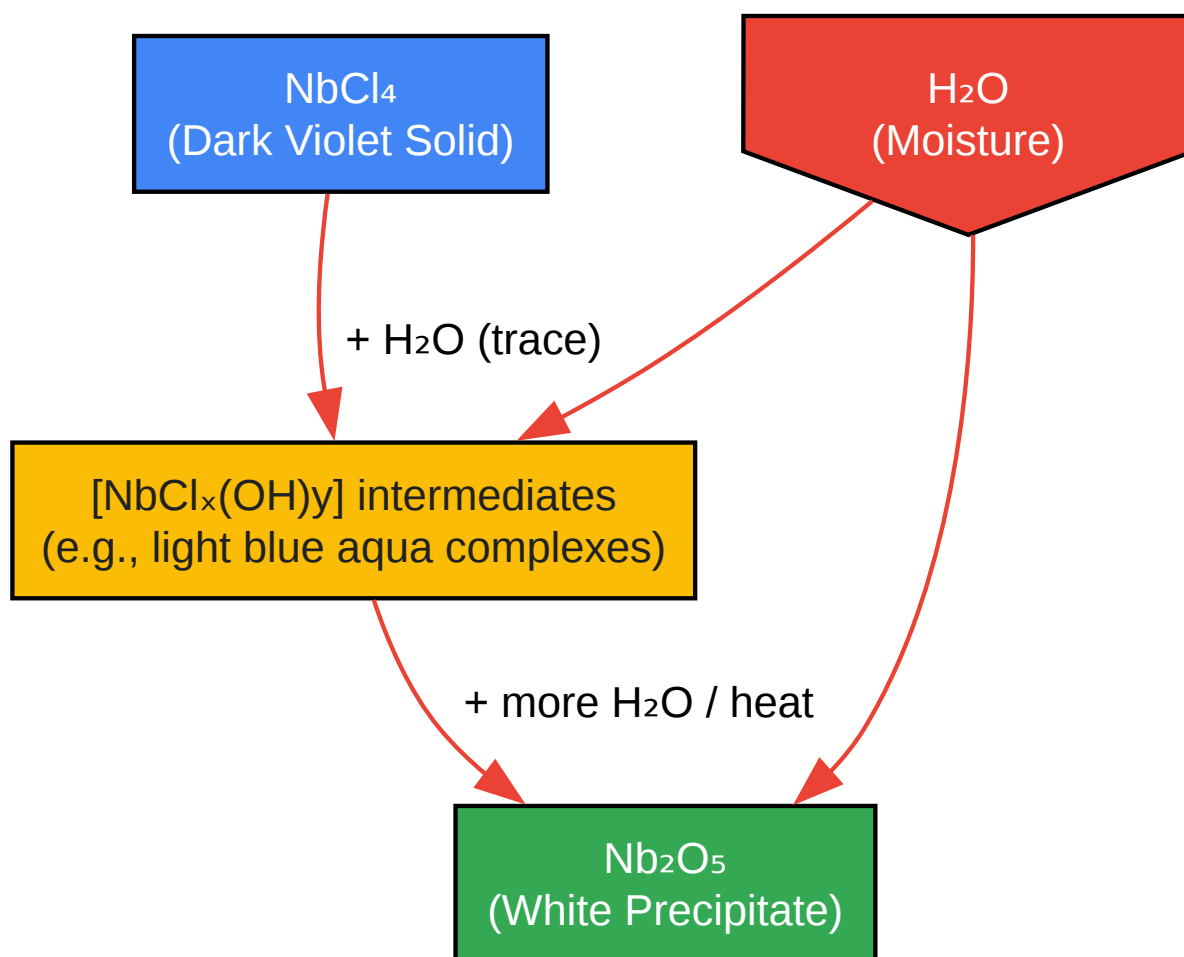 NbCl₄
(Dark Violet Solid)
H₂O
(Moisture)
+ H₂O (trace)
[NbClₓ(OH)y] intermediates
(e.g., light blue aqua complexes)
+ more H₂O / heat
Nb₂O₅
(White Precipitate)